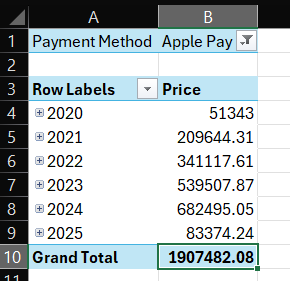 A B
1 Payment Method Apple Pay
2
3 Row Labels Price
4 2020 51343
5 2021 209644.31
6 2022 341117.61
7 2023 539507.87
8 2024 682495.05
9 2025 83374.24
10 Grand Total 1907482.08
11